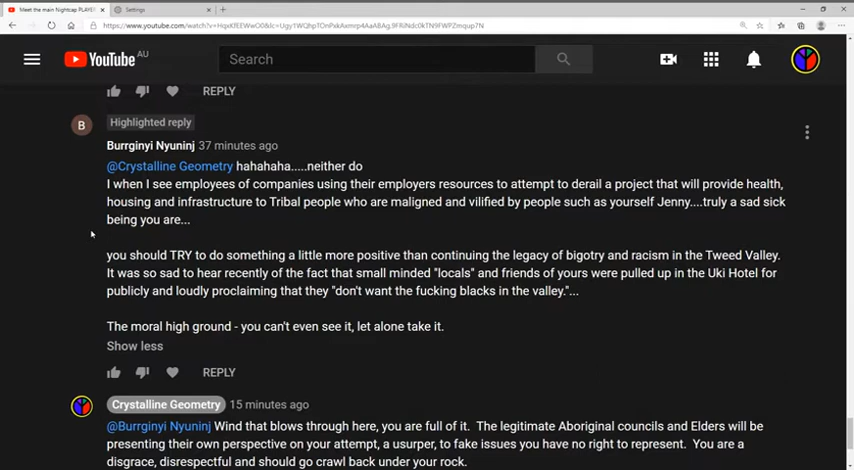 Meet the main Nightcap PLAYER
Settings
https://www.youtube.com/watch?v=HqxKfEEWwO0&lc=Ugy1WQhpTOnPxkAxmrp4AaABAg.9FRiNdc0kTN9FWPZmqup7N
YouTube AU
Search
REPLY
Highlighted reply
B
Burrginyi Nyuninj 37 minutes ago
@Crystalline Geometry hahahaha.....neither do
I when I see employees of companies using their employers resources to attempt to derail a project that will provide health,
housing and infrastructure to Tribal people who are maligned and vilified by people such as yourself Jenny....truly a sad sick
being you are...
you should TRY to do something a little more positive than continuing the legacy of bigotry and racism in the Tweed Valley.
It was so sad to hear recently of the fact that small minded "locals" and friends of yours were pulled up in the Uki Hotel for
publicly and loudly proclaiming that they "don't want the fucking blacks in the valley."...
The moral high ground - you can't even see it, let alone take it.
Show less
REPLY
Crystalline Geometry 15 minutes ago
@Burrginyi Nyuninj Wind that blows through here, you are full of it. The legitimate Aboriginal councils and Elders will be
presenting their own perspective on your attempt, a usurper, to fake issues you have no right to represent. You are a
disgrace, disrespectful and should go crawl back under your rock.